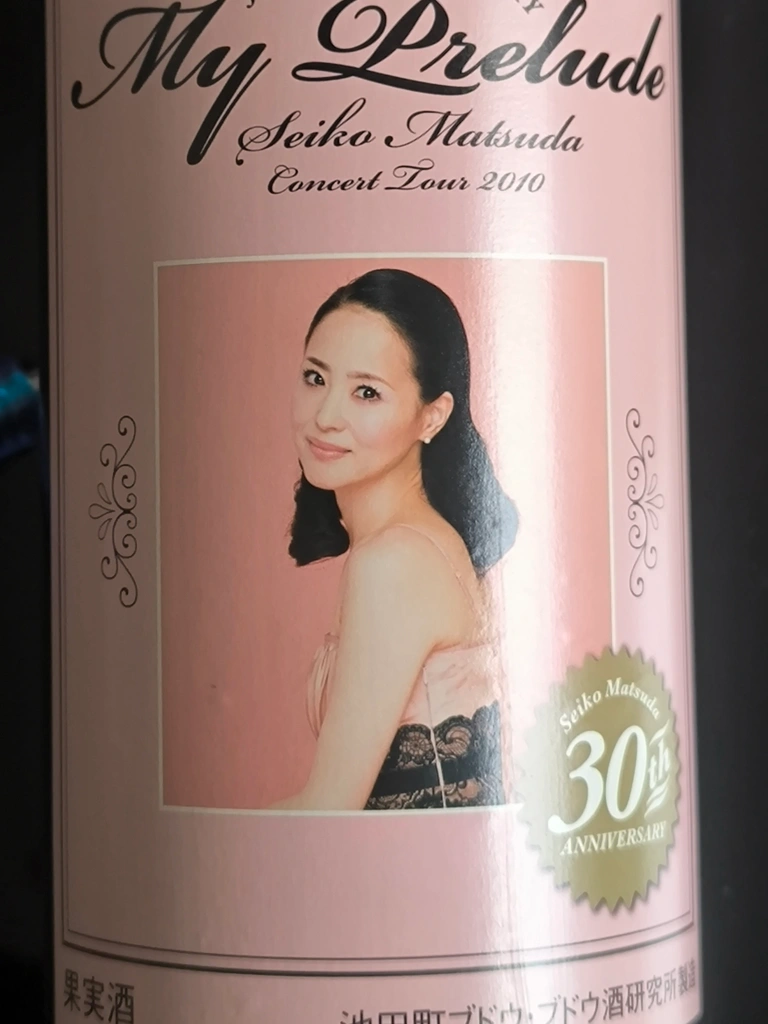 My Prelude
Seiko Matsuda
Concert Tour 2010
Seiko Matsuda
30th
ANNIVERSARY
果実酒
池田町ブドウ・ブドウ酒研究所製造